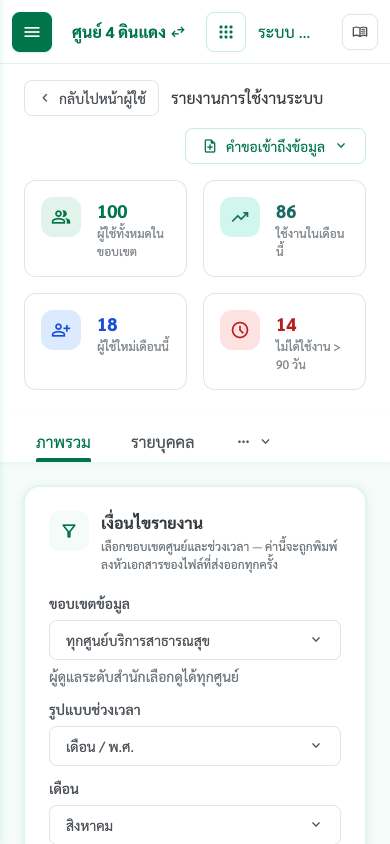 ศูนย์ 4 ดินแดง
ระบบ ...
กลับไปหน้าผู้ใช้
รายงานการใช้งานระบบ
คำขอเข้าถึงข้อมูล
100
ผู้ใช้ทั้งหมดใน
ขอบเขต
86
ใช้งานในเดือน
นี้
18
ผู้ใช้ใหม่เดือนนี้
14
ไม่ได้ใช้งาน >
90 วัน
ภาพรวม
รายบุคคล
...
เงื่อนไขรายงาน
เลือกขอบเขตศูนย์และช่วงเวลา — ค่านี้จะถูกพิมพ์
ลงหัวเอกสารของไฟล์ที่ส่งออกทุกครั้ง
ขอบเขตข้อมูล
ทุกศูนย์บริการสาธารณสุข
ผู้ดูแลระดับสำนักเลือกดูได้ทุกศูนย์
รูปแบบช่วงเวลา
เดือน / พ.ศ.
เดือน
สิงหาคม